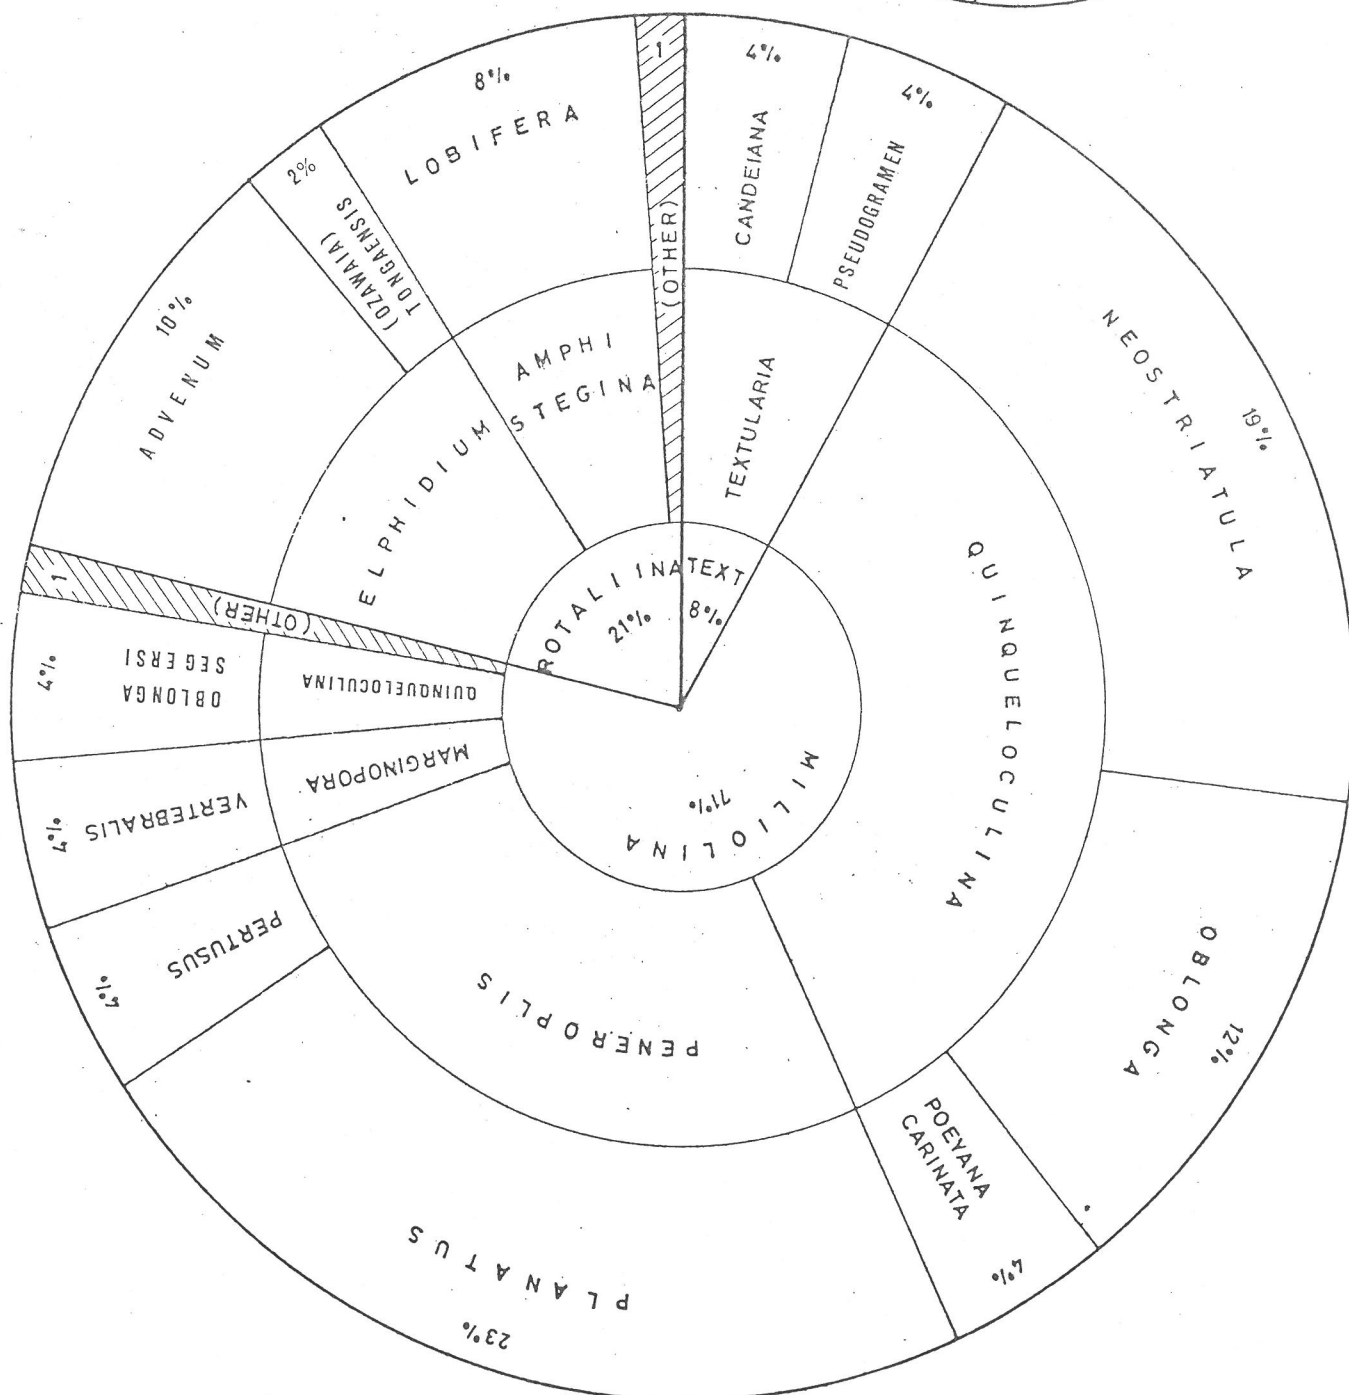 4%
CANDEIANA
4%
PSEUDOGRAMEN
TEXTULARIA
TEXT
8%
19%
NEOSTRIATULA
QUINQUELOCULINA
12%
OBLONGA
4%
POEYANA
CARINATA
MILIOLINA
71%
23%
PLANATUS
PENEROPLIS
4%
PERTUSUS
4%
VERTEBRALIS
MARGINOPORA
4%
OBLONGA
SEGERSI
QUINQUELOCULINA
1
(OTHER)
10%
ADVENUM
ELPHIDIUM
2%
TONGAENSIS
(OZAWAIA)
8%
LOBIFERA
AMPHI
STEGINA
1
(OTHER)
ROTALIINA
21%